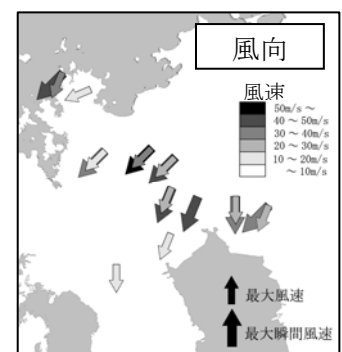 風向
風速
50m/s ～
40 ～ 50m/s
30 ～ 40m/s
20 ～ 30m/s
10 ～ 20m/s
～ 10m/s
最大風速
最大瞬間風速